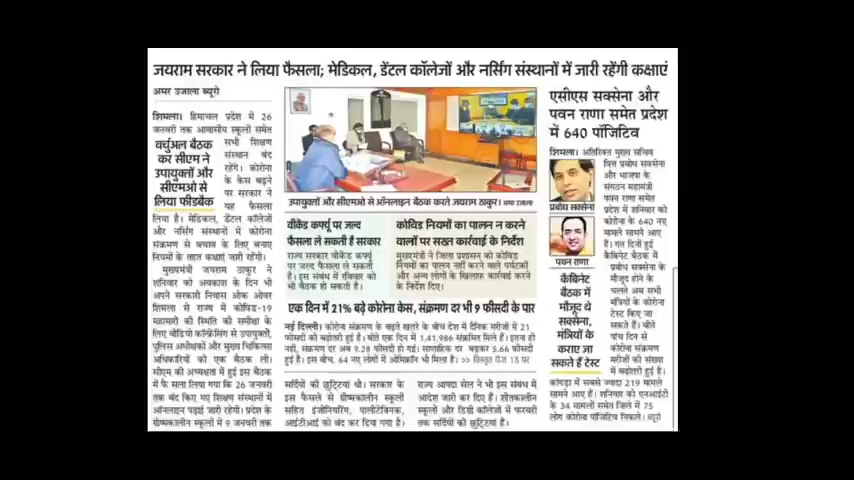 जयराम सरकार ने लिया फैसला; मेडिकल, डेंटल कॉलेजों और नर्सिंग संस्थानों में जारी रहेंगी कक्षाएं
अमर उजाला ब्यूरो
शिमला। हिमाचल प्रदेश में 26
जनवरी तक आवासीय स्कूलों समेत
सभी शिक्षण
संस्थान बंद
रहेंगे। कोरोना
के केस बढ़ने
पर सरकार ने
यह फैसला
वर्चुअल बैठक
कर सीएम ने
उपायुक्तों और
सीएमओ से
लिया फीडबैक
लिया है। मेडिकल, डेंटल कॉलेजों
और नर्सिंग संस्थानों में कोरोना
संक्रमण से बचाव के लिए बनाए
नियमों के तहत कक्षाएं जारी रहेंगी।
मुख्यमंत्री जयराम ठाकुर ने
शनिवार को अवकाश के दिन भी
अपने सरकारी निवास ओक ओवर
शिमला से राज्य में कोविड-19
महामारी की स्थिति की समीक्षा के
लिए वीडियो कॉन्फ्रेंसिंग से उपायुक्तों,
पुलिस अधीक्षकों और मुख्य चिकित्सा
अधिकारियों की एक बैठक ली।
सीएम की अध्यक्षता में हुई इस बैठक
में फैसला लिया गया कि 26 जनवरी
तक बंद किए गए शिक्षण संस्थानों में
ऑनलाइन पढ़ाई जारी रहेगी। प्रदेश के
ग्रीष्मकालीन स्कूलों में 9 जनवरी तक
उपायुक्तों और सीएमओ से ऑनलाइन बैठक करते जयराम ठाकुर। अमर उजाला
वीकेंड कर्फ्यू पर जल्द
फैसला ले सकती है सरकार
राज्य सरकार वीकेंड कर्फ्यू
पर जल्द फैसला ले सकती
है। इस संबंध में रविवार को
भी बैठक हो सकती है।
कोविड नियमों का पालन न करने
वालों पर सख्त कार्रवाई के निर्देश
मुख्यमंत्री ने जिला प्रशासन को कोविड
नियमों का पालन नहीं करने वाले पर्यटकों
और अन्य लोगों के खिलाफ कार्रवाई करने
के निर्देश दिए।
एक दिन में 21% बढ़े कोरोना केस, संक्रमण दर भी 9 फीसदी के पार
नई दिल्ली। कोरोना संक्रमण के बढ़ते खतरे के बीच देश में दैनिक मरीजों में 21
फीसदी की बढ़ोतरी हुई है। बीते एक दिन में 1,41,986 संक्रमित मिले हैं। इतना ही
नहीं, संक्रमण दर अब 9.28 फीसदी हो गई। साप्ताहिक दर बढ़कर 5.66 फीसदी
हुई है। इस बीच, 64 नए लोगों में ओमिक्रॉन भी मिला है। >> विस्तृत पेज 13 पर
सर्दियों की छुट्टियां थीं। सरकार के
इस फैसले से ग्रीष्मकालीन स्कूलों
सहित इंजीनियरिंग, पालीटेक्निक,
आईटीआई को बंद कर दिया गया है।
राज्य आपदा सेल ने भी इस संबंध में
आदेश जारी कर दिए हैं। शीतकालीन
स्कूलों और डिग्री कॉलेजों में फरवरी
तक सर्दियों की छुट्टियां हैं।
एसीएस सक्सेना और
पवन राणा समेत प्रदेश
में 640 पॉजिटिव
शिमला। अतिरिक्त मुख्य सचिव
वित्त प्रबोध सक्सेना
और भाजपा के
संगठन महामंत्री
पवन राणा समेत
प्रदेश में शनिवार को
कोरोना के 640 नए
मामले सामने आए
हैं। गत दिनों हुई
कैबिनेट बैठक में
प्रबोध सक्सेना के
मौजूद होने के
चलते अब सभी
मंत्रियों के कोरोना
टेस्ट किए जा
सकते हैं। बीते
पांच दिन से
कोरोना संक्रमण
मरीजों की संख्या
में बढ़ोतरी हुई है।
प्रबोध सक्सेना
पवन राणा
कैबिनेट
बैठक में
मौजूद थे
सक्सेना,
मंत्रियों के
कराए जा
सकते हैं टेस्ट
कांगड़ा में सबसे ज्यादा 219 मामले
सामने आए हैं। शनिवार को एनआईटी
के 34 मामलों समेत जिले में 75
लोग कोरोना पॉजिटिव निकले। ब्यूरो